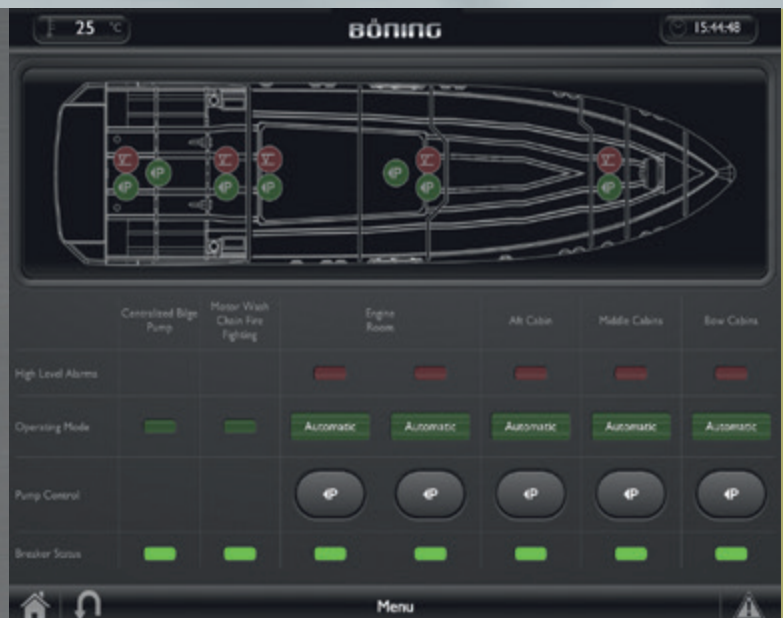 25 °C
BÖNING
15:44:48
Centralized Bilge
Pump
Motor Wash
Chain Fire
Fighting
Engine
Room
Aft Cabin
Middle Cabins
Bow Cabins
High Level Alarms
Operating Mode
Automatic
Automatic
Automatic
Automatic
Automatic
Pump Control
P
P
P
P
P
Breaker Status
Menu